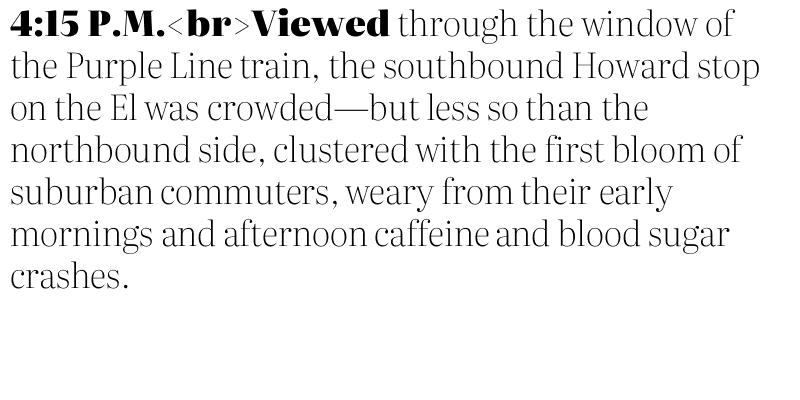 4:15 P.M.<br>Viewed through the window of
the Purple Line train, the southbound Howard stop
on the El was crowded—but less so than the
northbound side, clustered with the first bloom of
suburban commuters, weary from their early
mornings and afternoon caffeine and blood sugar
crashes.